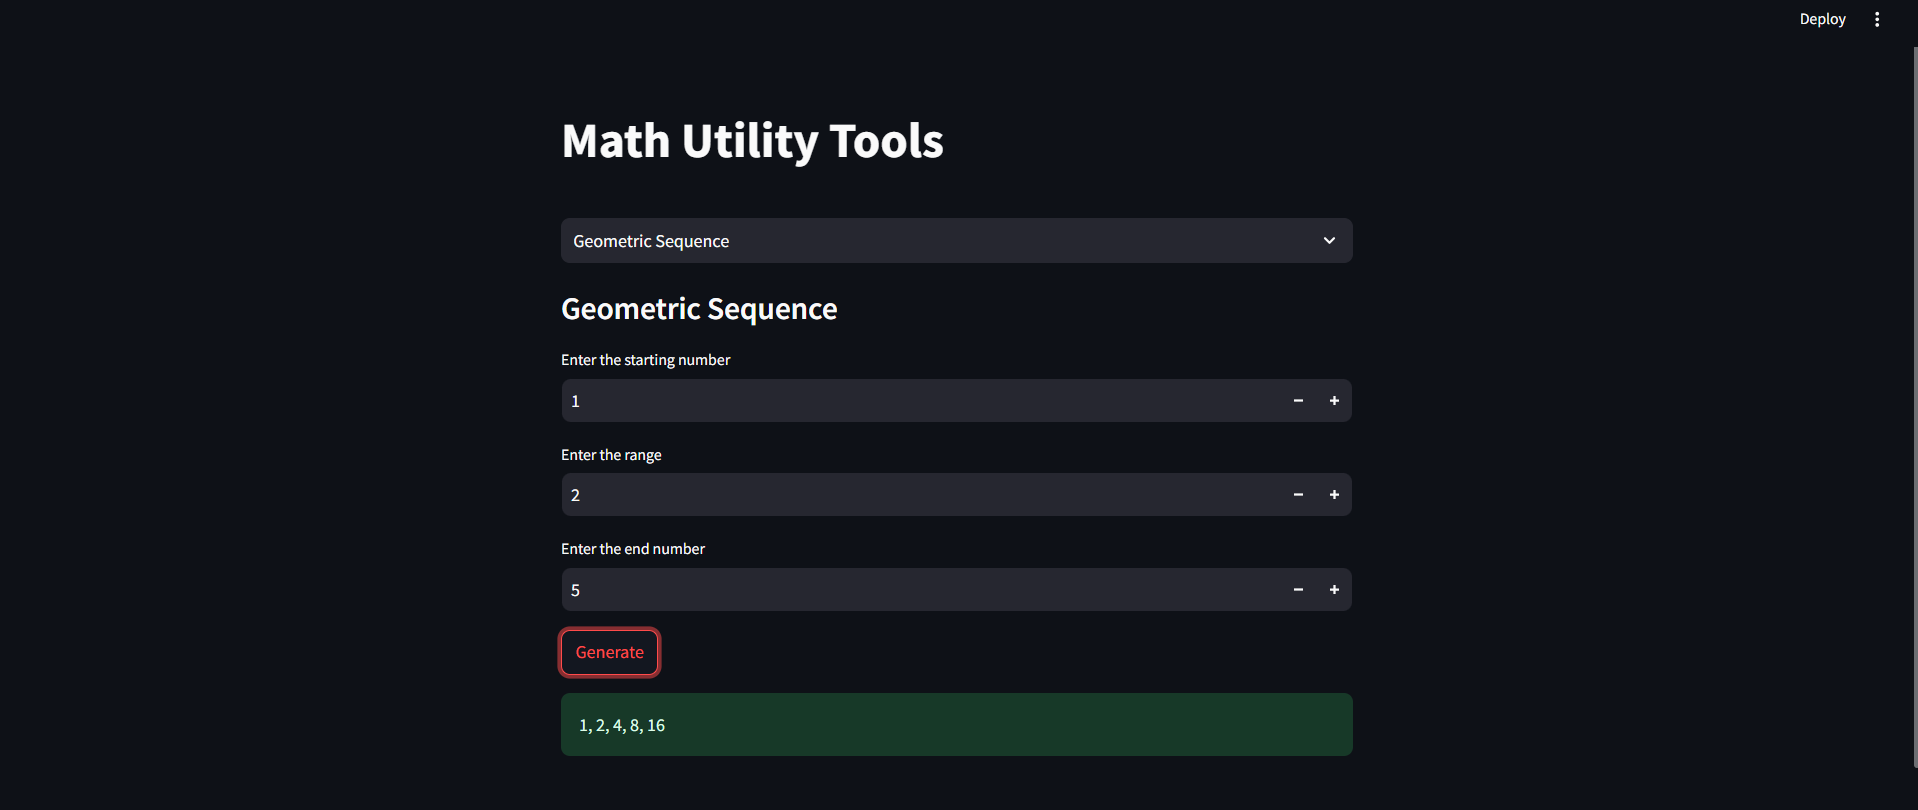 Deploy
Math Utility Tools
Geometric Sequence
Geometric Sequence
Enter the starting number
1
Enter the range
2
Enter the end number
5
Generate
1, 2, 4, 8, 16